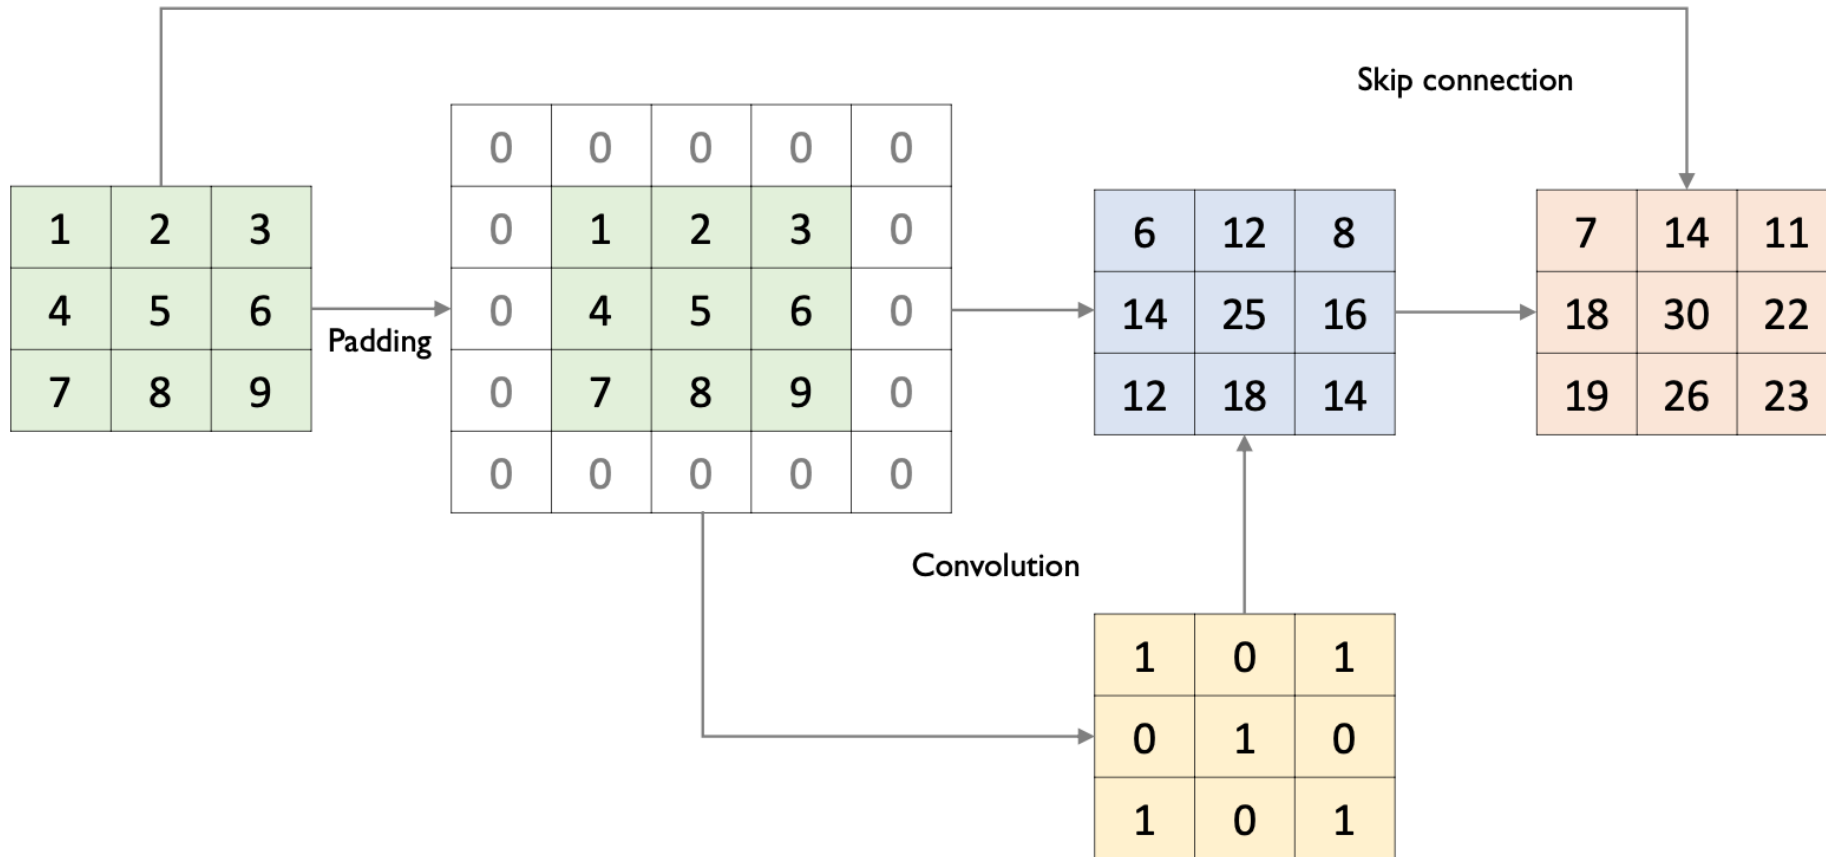 Skip connection
0 0 0 0 0
1 2 3
0 1 2 3 0
6 12 8
7 14 11
4 5 6
0 4 5 6 0
14 25 16
18 30 22
Padding
7 8 9
0 7 8 9 0
12 18 14
19 26 23
0 0 0 0 0
Convolution
1 0 1
0 1 0
1 0 1